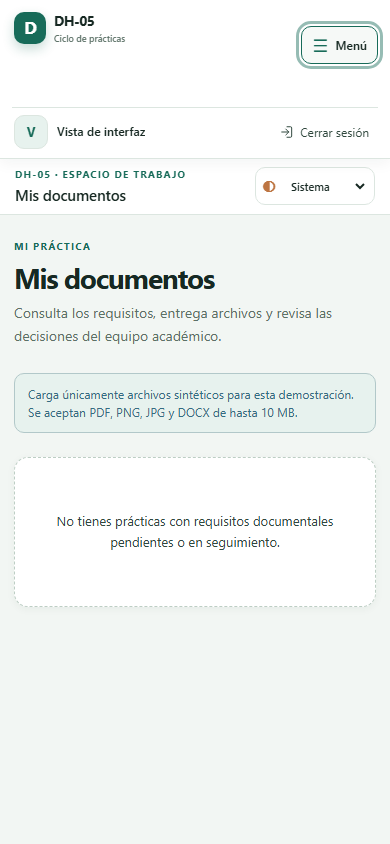 D
DH-05
Ciclo de prácticas
Menú
V
Vista de interfaz
Cerrar sesión
DH-05 · ESPACIO DE TRABAJO
Mis documentos
Sistema
MI PRÁCTICA
Mis documentos
Consulta los requisitos, entrega archivos y revisa las
decisiones del equipo académico.
Carga únicamente archivos sintéticos para esta demostración.
Se aceptan PDF, PNG, JPG y DOCX de hasta 10 MB.
No tienes prácticas con requisitos documentales
pendientes o en seguimiento.